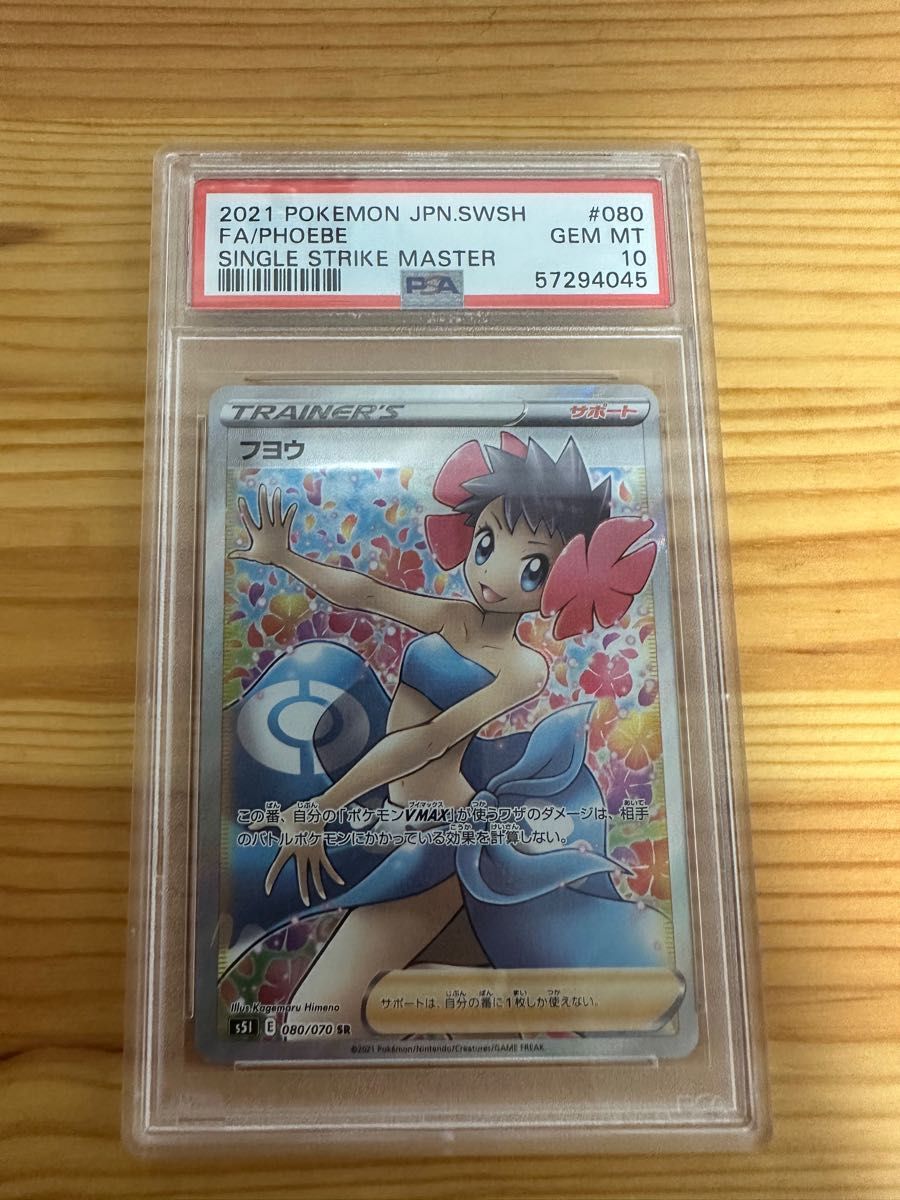 2021 POKEMON JPN.SWSH #080
FA/PHOEBE GEM MT
SINGLE STRIKE MASTER 10
PSA 57294045
TRAINER'S サポート
フヨウ
この番、自分の「ポケモンVMAX」が使うワザのダメージは、相手
のバトルポケモンにかかっている効果を計算しない。
サポートは、自分の番に1枚しか使えない。
Illus. Kagemaru Himeno
s5I E 080/070 SR
©2021 Pokémon/Nintendo/Creatures/GAME FREAK.